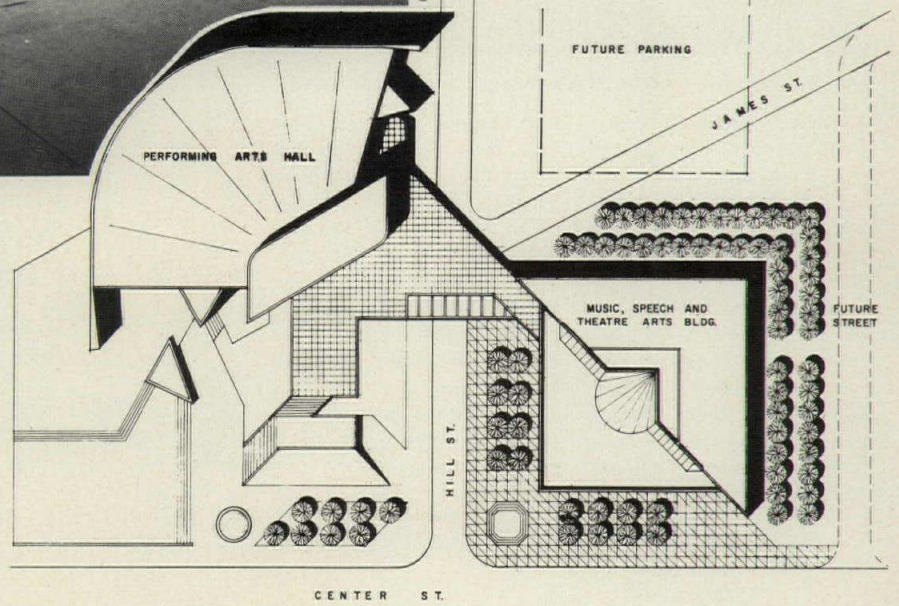 FUTURE PARKING
JAMES ST.
PERFORMING ARTS HALL
MUSIC, SPEECH AND
THEATRE ARTS BLDG.
FUTURE
STREET
HILL ST.
CENTER ST.